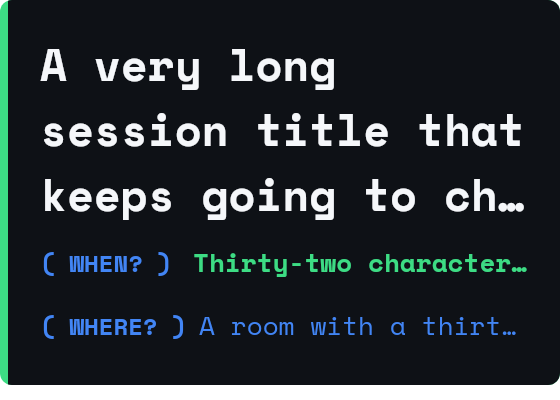 A very long
session title that
keeps going to ch…
( WHEN? ) Thirty-two character…
( WHERE? ) A room with a thirt…